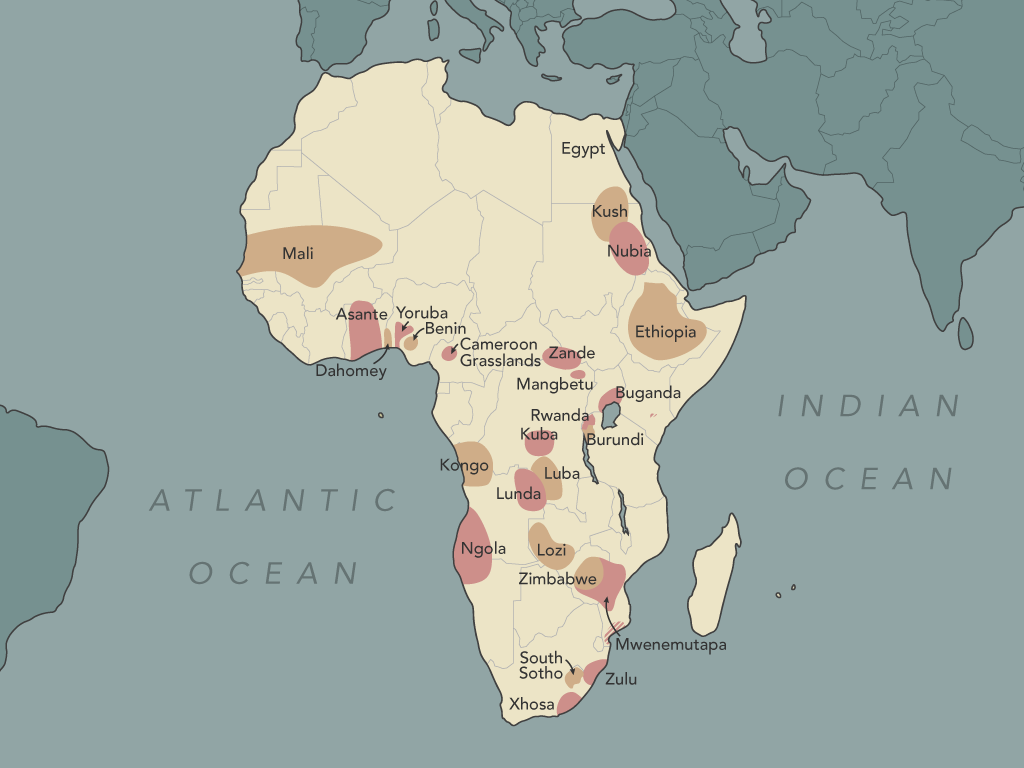 Egypt
Kush
Nubia
Mali
Asante
Yoruba
Benin
Ethiopia
Cameroon
Grasslands
Zande
Dahomey
Mangbetu
Buganda
Rwanda
Kuba
Burundi
Kongo
Luba
Lunda
INDIAN
OCEAN
ATLANTIC
OCEAN
Ngola
Lozi
Zimbabwe
Mwenemutapa
South
Sotho
Zulu
Xhosa